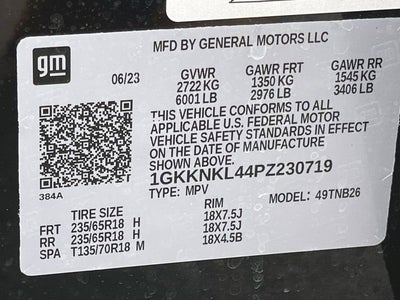 gm
MFD BY GENERAL MOTORS LLC
06/23 GVWR GAWR FRT GAWR RR
2722 KG 1350 KG 1545 KG
6001 LB 2976 LB 3406 LB
THIS VEHICLE CONFORMS TO ALL
APPLICABLE U.S. FEDERAL MOTOR
VEHICLE SAFETY STANDARDS IN EFFECT
ON THE DATE OF MANUFACTURE
SHOWN ABOVE.
1GKKNKL44PZ230719
384A
TYPE: MPV MODEL: 49TNB26
TIRE SIZE RIM
FRT 235/65R18 H 18X7.5J
RR 235/65R18 H 18X7.5J
SPA T135/70R18 M 18X4.5B